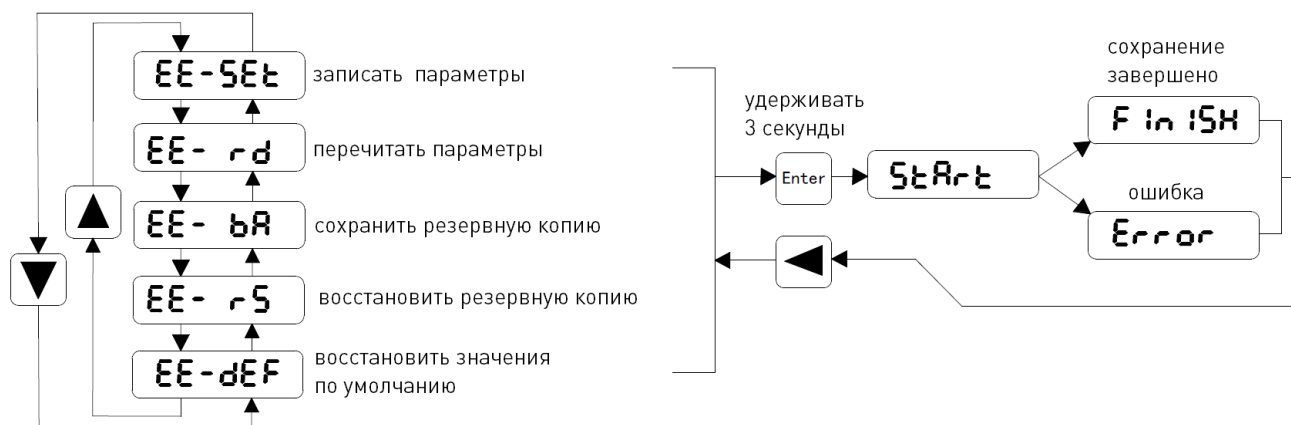 EE-SEt
записать параметры
EE- rd
перечитать параметры
EE- bA
сохранить резервную копию
EE- rS
восстановить резервную копию
EE-dEF
восстановить значения
по умолчанию
удерживать
3 секунды
Enter
StArt
сохранение
завершено
FInISH
ошибка
Error